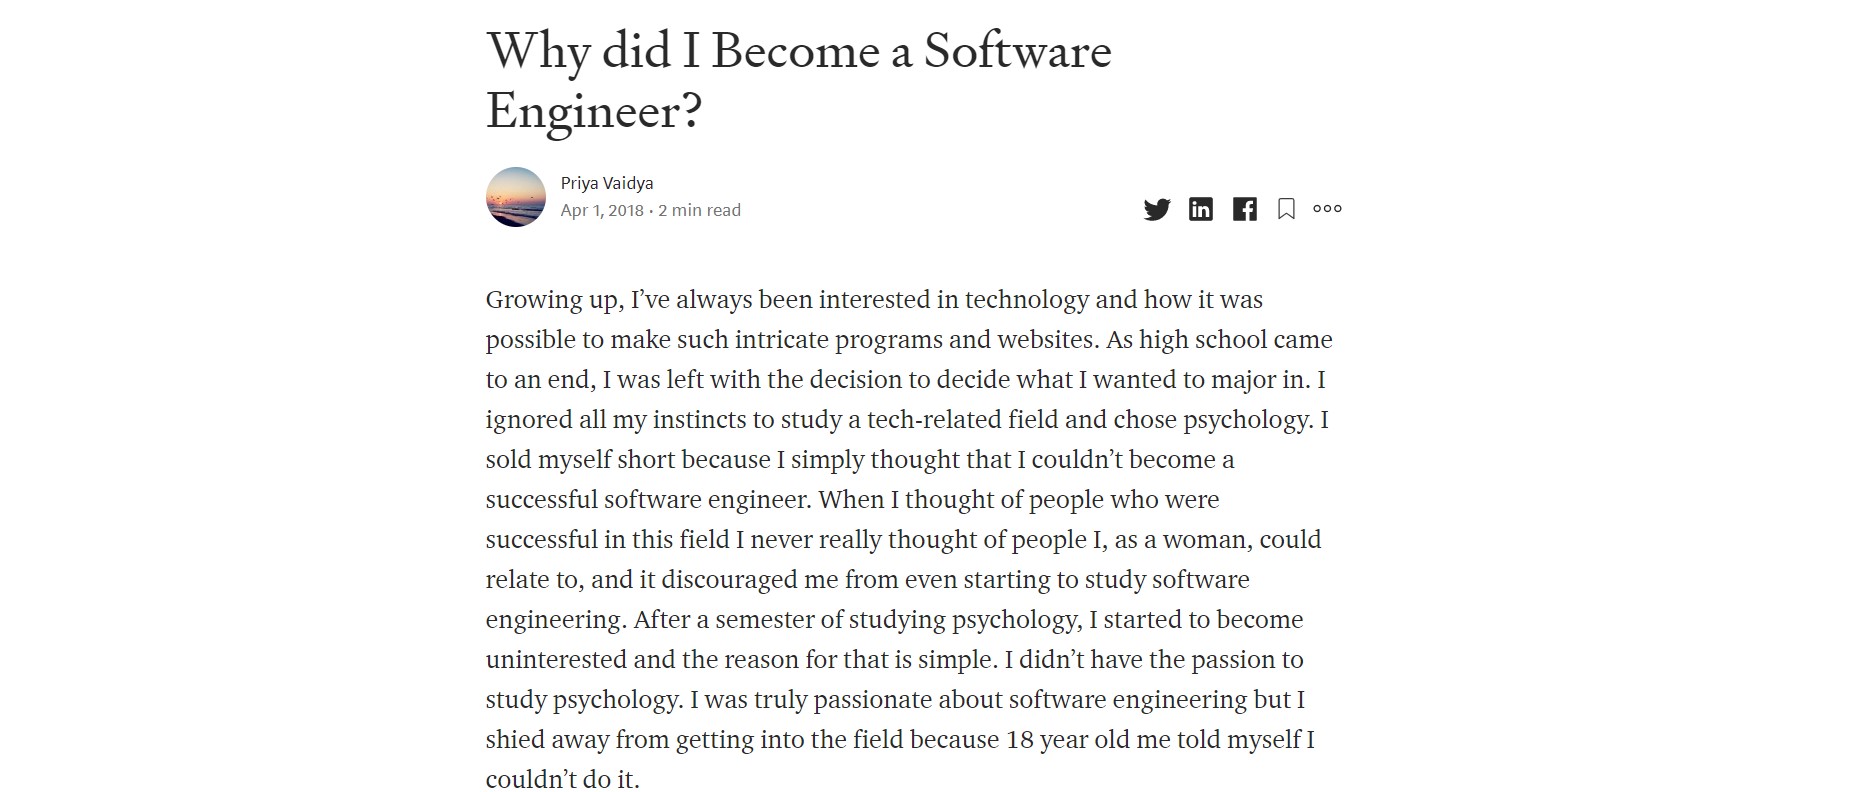 Why did I Become a Software
Engineer?
Priya Vaidya
Apr 1, 2018 · 2 min read
Growing up, I’ve always been interested in technology and how it was
possible to make such intricate programs and websites. As high school came
to an end, I was left with the decision to decide what I wanted to major in. I
ignored all my instincts to study a tech-related field and chose psychology. I
sold myself short because I simply thought that I couldn’t become a
successful software engineer. When I thought of people who were
successful in this field I never really thought of people I, as a woman, could
relate to, and it discouraged me from even starting to study software
engineering. After a semester of studying psychology, I started to become
uninterested and the reason for that is simple. I didn’t have the passion to
study psychology. I was truly passionate about software engineering but I
shied away from getting into the field because 18 year old me told myself I
couldn’t do it.